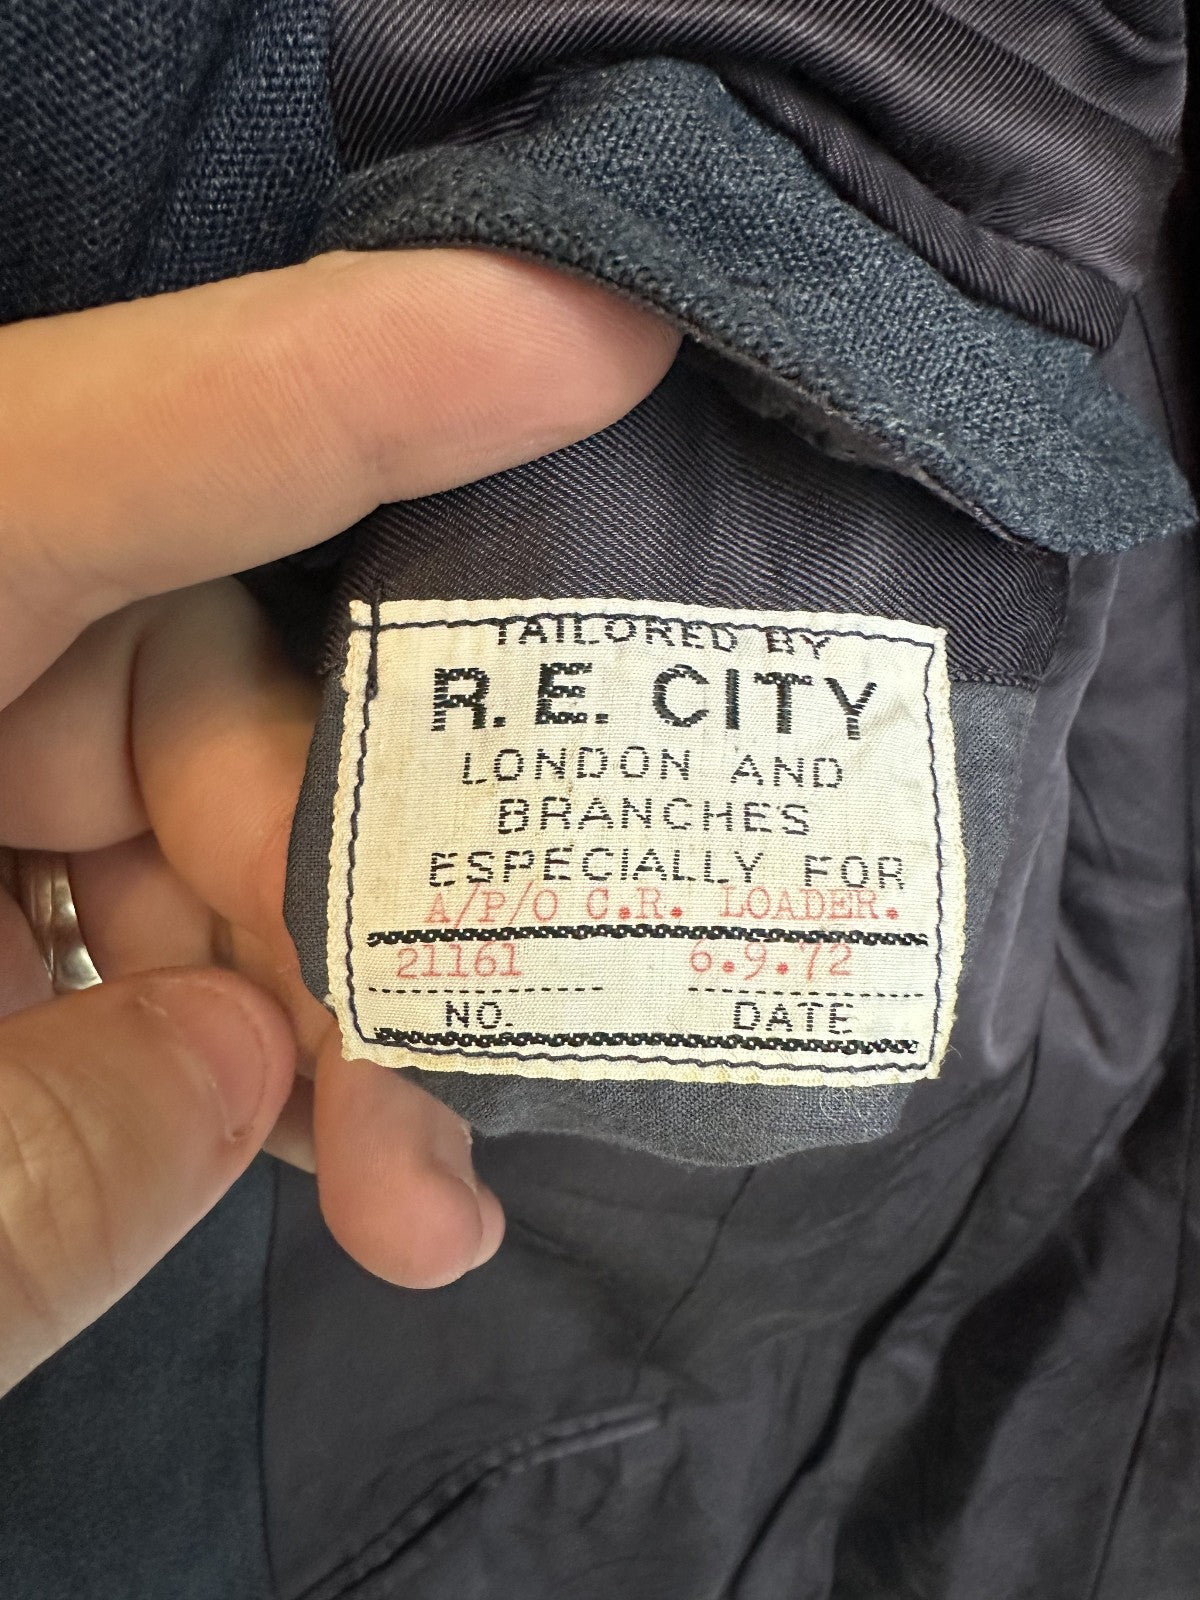 TAILORED BY
R. E. CITY
LONDON AND
BRANCHES
ESPECIALLY FOR
A/P/O C.R. LOADER.
21161 6.9.72
NO. DATE